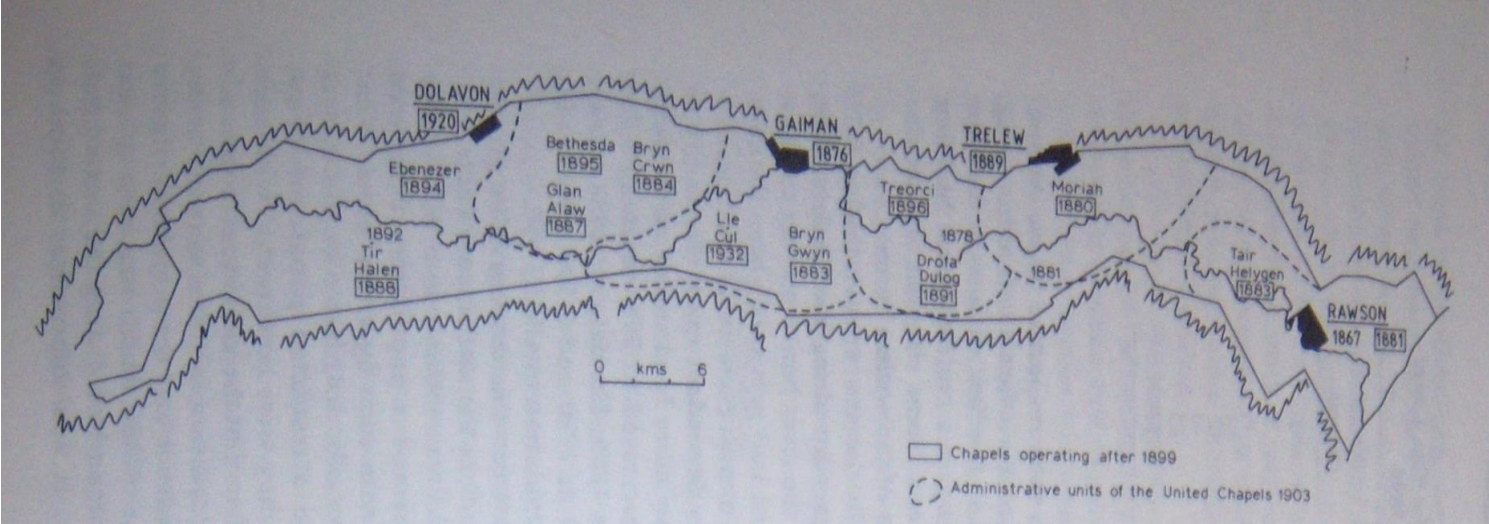 DOLAVON
1920
GAIMAN
1876
TRELEW
1889
Ebenezer
1894
Bethesda
1895
Bryn
Crwn
1884
Glan
Alaw
1887
Treorci
1896
Moriah
1880
1892
Tir
Halen
1888
Lle
Cul
1932
Bryn
Gwyn
1883
1878
Drofa
Dulog
1891
1881
Tair
Helygen
1883
RAWSON
1867 1881
0 kms 6
Chapels operating after 1899
Administrative units of the United Chapels 1903